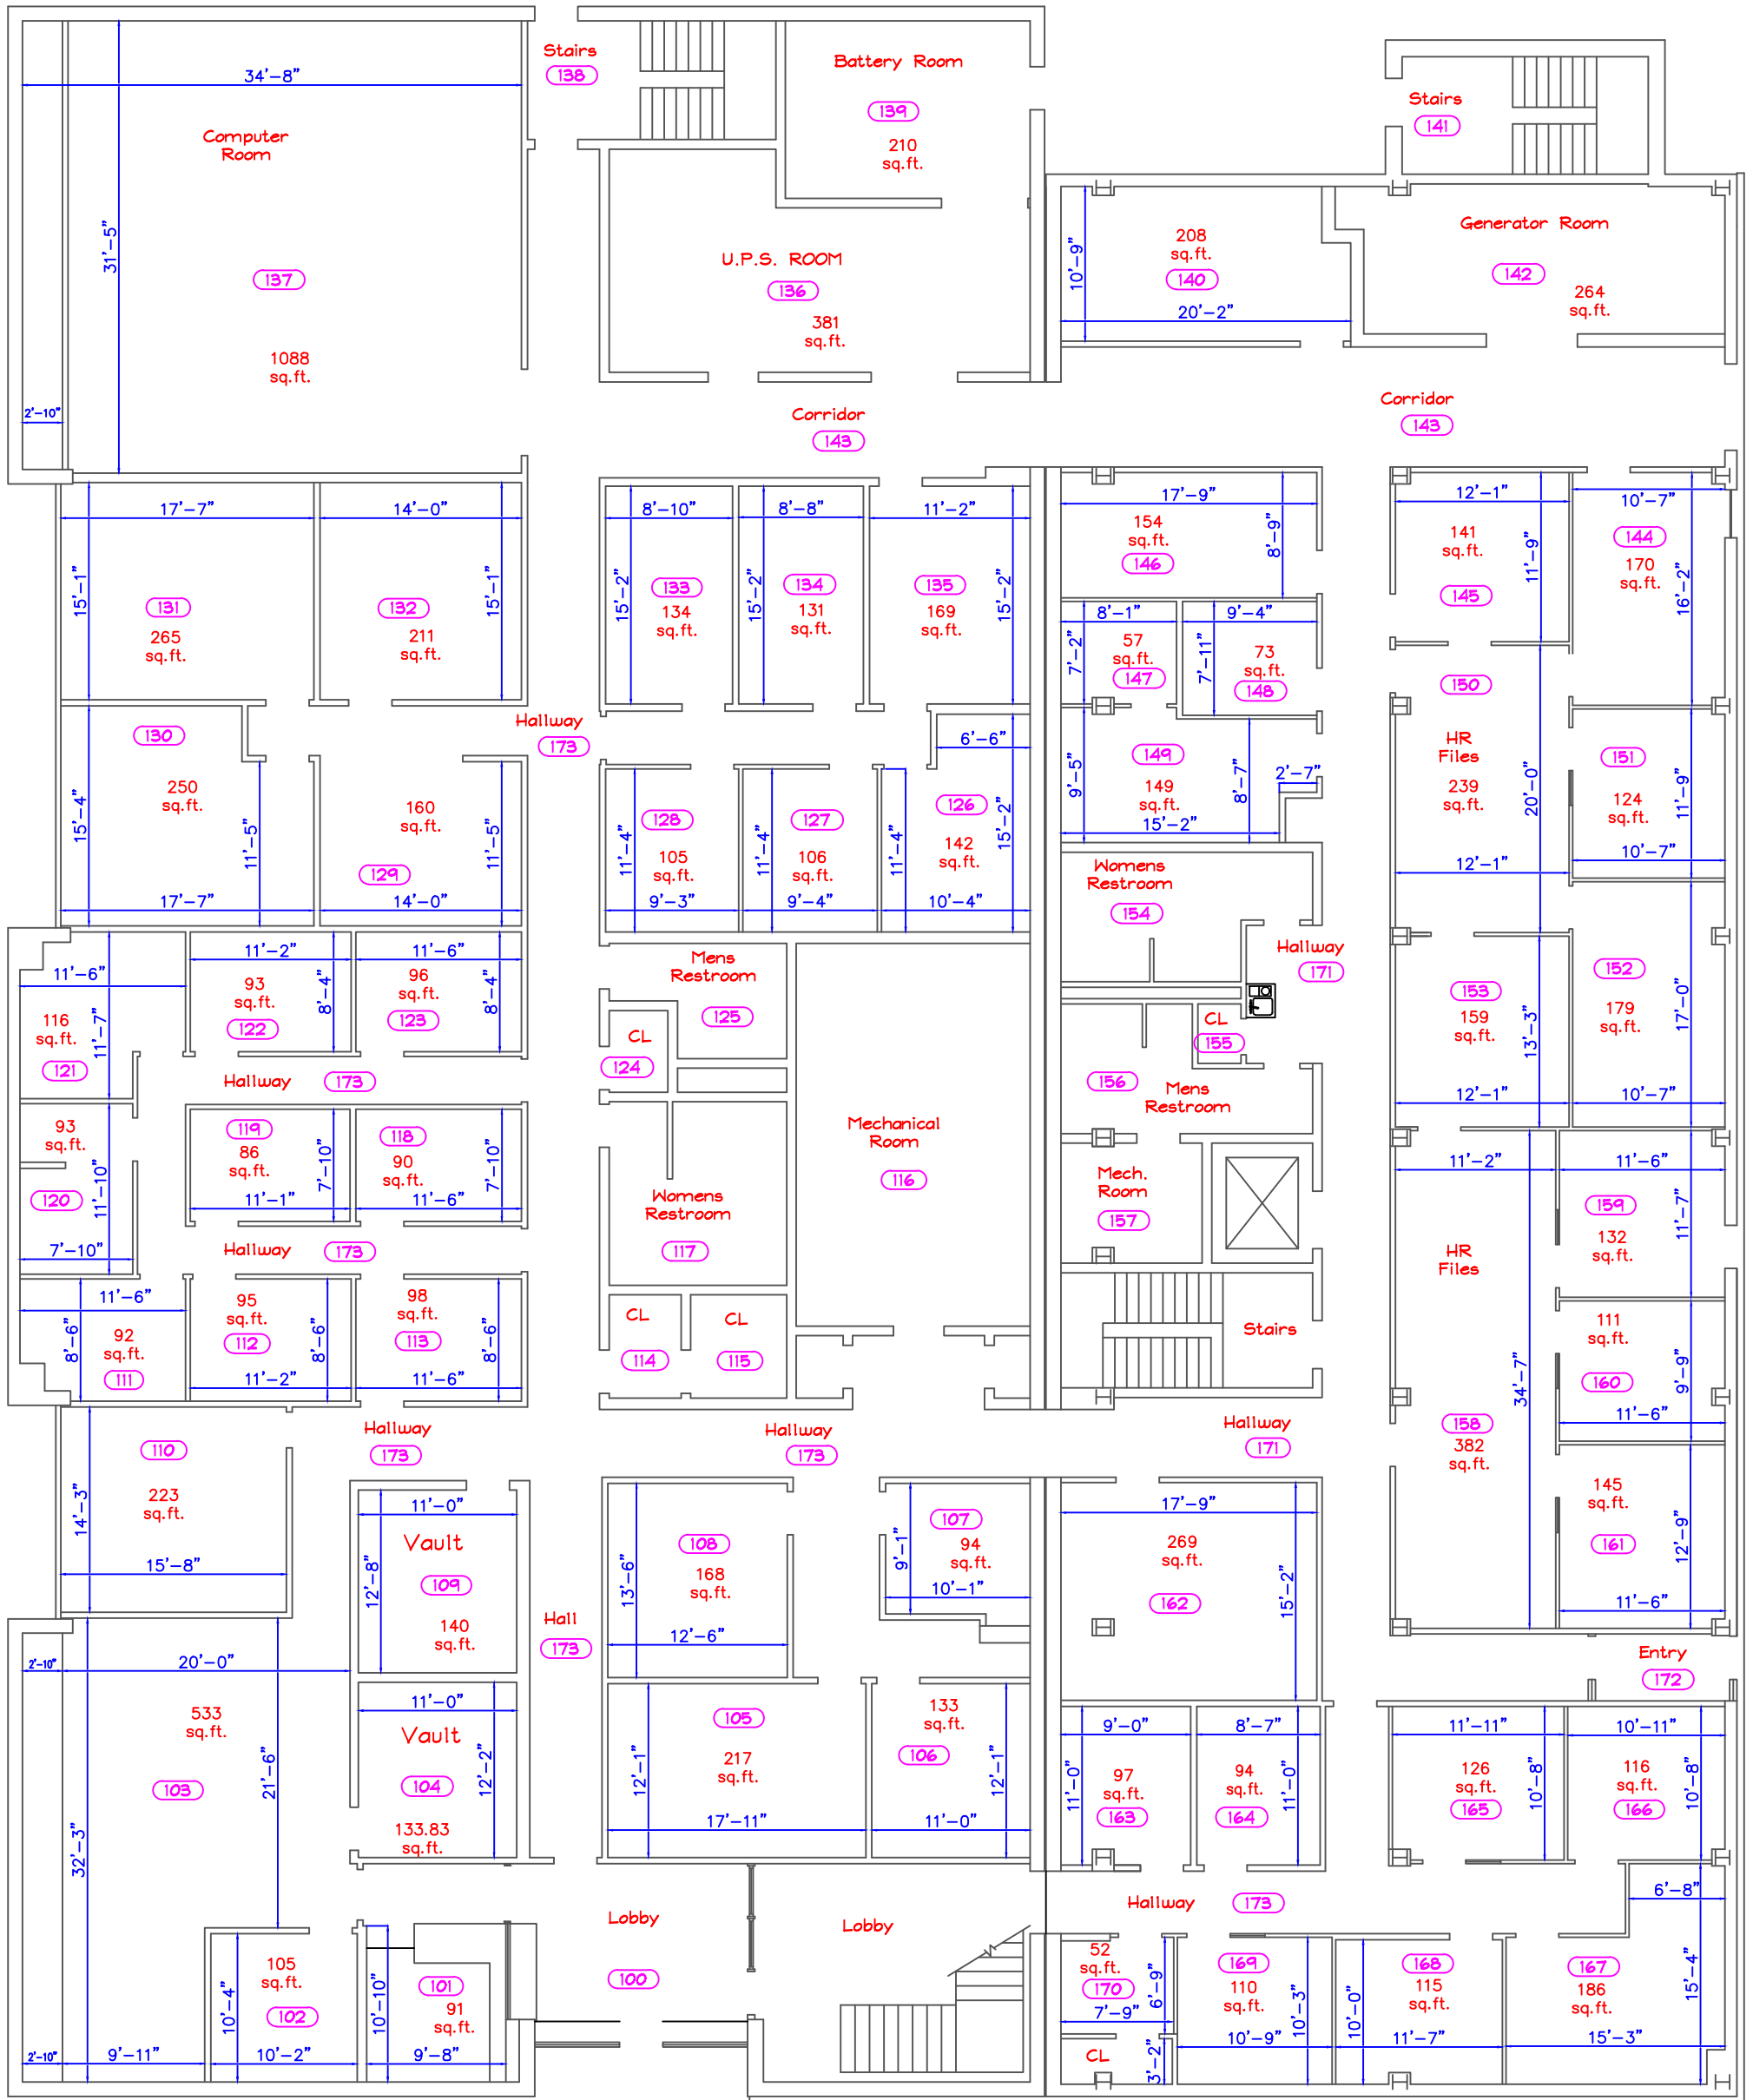 34'-8"
Stairs
138
Battery Room
139
210
sq.ft.
Stairs
141
Computer
Room
31'-5"
137
1088
sq.ft.
2'-10"
U.P.S. ROOM
136
381
sq.ft.
10'-9"
208
sq.ft.
140
20'-2"
Generator Room
142
264
sq.ft.
Corridor
143
Corridor
143
17'-7"
15'-1"
131
265
sq.ft.
14'-0"
132
211
sq.ft.
15'-1"
8'-10"
15'-2"
133
134
sq.ft.
8'-8"
15'-2"
134
131
sq.ft.
11'-2"
135
169
sq.ft.
15'-2"
17'-9"
154
sq.ft.
146
8'-9"
12'-1"
141
sq.ft.
145
11'-9"
10'-7"
144
170
sq.ft.
16'-2"
8'-1"
7'-2"
57
sq.ft.
147
9'-4"
7'-11"
73
sq.ft.
148
150
HR
Files
239
sq.ft.
20'-0"
12'-1"
151
124
sq.ft.
11'-9"
10'-7"
Hallway
173
130
250
sq.ft.
15'-4"
11'-5"
17'-7"
160
sq.ft.
129
11'-5"
14'-0"
128
11'-4"
105
sq.ft.
9'-3"
127
11'-4"
106
sq.ft.
9'-4"
6'-6"
126
15'-2"
11'-4"
142
sq.ft.
10'-4"
149
9'-5"
149
sq.ft.
8'-7"
2'-7"
15'-2"
Womens
Restroom
154
Hallway
171
11'-6"
116
sq.ft.
121
11'-7"
11'-2"
93
sq.ft.
122
8'-4"
11'-6"
96
sq.ft.
123
8'-4"
Mens
Restroom
125
CL
124
CL
155
156
Mens
Restroom
153
159
sq.ft.
13'-3"
12'-1"
152
179
sq.ft.
17'-0"
10'-7"
Hallway
173
93
sq.ft.
120
11'-10"
7'-10"
119
86
sq.ft.
7'-10"
11'-1"
118
90
sq.ft.
7'-10"
11'-6"
Mechanical
Room
116
Womens
Restroom
117
Mech.
Room
157
11'-2"
HR
Files
34'-7"
158
382
sq.ft.
11'-6"
159
132
sq.ft.
11'-7"
Hallway
173
11'-6"
8'-6"
92
sq.ft.
111
95
sq.ft.
112
8'-6"
11'-2"
98
sq.ft.
113
8'-6"
11'-6"
CL
114
CL
115
Stairs
111
sq.ft.
160
9'-9"
11'-6"
Hallway
173
Hallway
173
Hallway
171
110
14'-3"
223
sq.ft.
15'-8"
11'-0"
Vault
12'-8"
109
140
sq.ft.
108
13'-6"
168
sq.ft.
12'-6"
107
9'-1"
94
sq.ft.
10'-1"
17'-9"
269
sq.ft.
162
15'-2"
145
sq.ft.
161
12'-9"
11'-6"
Hall
173
Entry
172
2'-10"
20'-0"
533
sq.ft.
103
21'-6"
32'-3"
11'-0"
Vault
104
12'-2"
133.83
sq.ft.
105
12'-1"
217
sq.ft.
17'-11"
133
sq.ft.
106
12'-1"
11'-0"
9'-0"
11'-0"
97
sq.ft.
163
8'-7"
94
sq.ft.
164
11'-0"
11'-11"
126
sq.ft.
165
10'-8"
10'-11"
116
sq.ft.
166
10'-8"
Hallway
173
Lobby
Lobby
100
105
sq.ft.
10'-4"
102
10'-10"
101
91
sq.ft.
52
sq.ft.
170
6'-9"
7'-9"
CL
3'-2"
169
110
sq.ft.
10'-3"
10'-9"
168
10'-0"
115
sq.ft.
11'-7"
6'-8"
167
186
sq.ft.
15'-4"
15'-3"
2'-10"
9'-11"
10'-2"
9'-8"